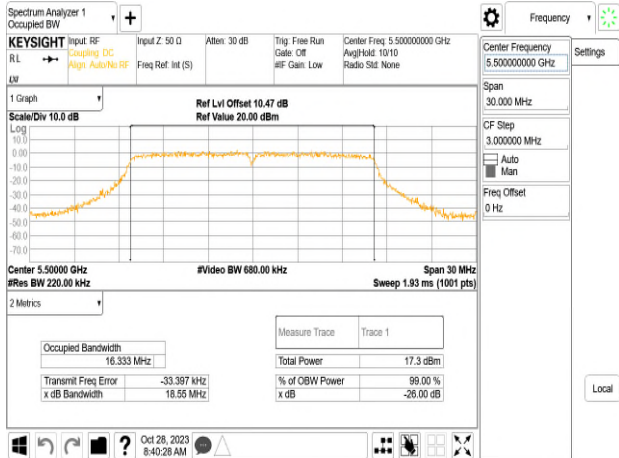 Spectrum Analyzer 1
Occupied BW
KEYSIGHT
Input: RF
Coupling: DC
Align: Auto/No RF
Input Z: 50 Ω
Freq Ref: Int (S)
Atten: 30 dB
Trig: Free Run
Gate: Off
#IF Gain: Low
Center Freq: 5.500000000 GHz
Avg|Hold: 10/10
Radio Std: None
RL
LXI
1 Graph
Scale/Div 10.0 dB
Ref Lvl Offset 10.47 dB
Ref Value 20.00 dBm
Log
10.0
0.00
-10.0
-20.0
-30.0
-40.0
-50.0
-60.0
-70.0
Center 5.50000 GHz
#Res BW 220.00 kHz
#Video BW 680.00 kHz
Span 30 MHz
Sweep 1.93 ms (1001 pts)
2 Metrics
Measure Trace
Trace 1
Occupied Bandwidth
16.333 MHz
Total Power
17.3 dBm
Transmit Freq Error
-33.397 kHz
% of OBW Power
99.00 %
x dB Bandwidth
18.55 MHz
x dB
-26.00 dB
?
Oct 28, 2023
8:40:28 AM
Frequency
Settings
Center Frequency
5.500000000 GHz
Span
30.000 MHz
CF Step
3.000000 MHz
Auto
Man
Freq Offset
0 Hz
Local